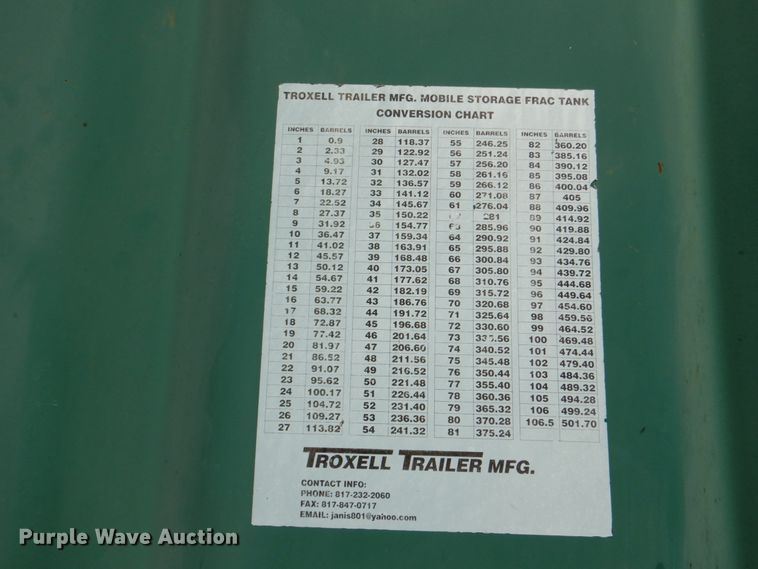 TROXELL TRAILER MFG. MOBILE STORAGE FRAC TANK
CONVERSION CHART
INCHES BARRELS INCHES BARRELS INCHES BARRELS INCHES BARRELS
1 0.9 28 118.37 55 246.25 82 360.20
2 2.33 29 122.92 56 251.24 83 385.16
3 4.93 30 127.47 57 256.20 84 390.12
4 9.17 31 132.02 58 261.16 85 395.08
5 13.72 32 136.57 59 266.12 86 400.04
6 18.27 33 141.12 60 271.08 87 405
7 22.52 34 145.67 61 276.04 88 409.96
8 27.37 35 150.22 281 89 414.92
9 31.92 36 154.77 63 285.96 90 419.88
10 36.47 37 159.34 64 290.92 91 424.84
11 41.02 38 163.91 65 295.88 92 429.80
12 45.57 39 168.48 66 300.84 93 434.76
13 50.12 40 173.05 67 305.80 94 439.72
14 54.67 41 177.62 68 310.76 95 444.68
15 59.22 42 182.19 69 315.72 96 449.64
16 63.77 43 186.76 70 320.68 97 454.60
17 68.32 44 191.72 71 325.64 98 459.56
18 72.87 45 196.68 72 330.60 99 464.52
19 77.42 46 201.64 73 335.56 100 469.48
20 81.97 47 206.60 74 340.52 101 474.44
21 86.52 48 211.56 75 345.48 102 479.40
22 91.07 49 216.52 76 350.44 103 484.36
23 95.62 50 221.48 77 355.40 104 489.32
24 100.17 51 226.44 78 360.36 105 494.28
25 104.72 52 231.40 79 365.32 106 499.24
26 109.27 53 236.36 80 370.28 106.5 501.70
27 113.82 54 241.32 81 375.24
TROXELL TRAILER MFG.
CONTACT INFO:
PHONE: 817-232-2060
FAX: 817-847-0717
EMAIL: janis801@yahoo.com
Purple Wave Auction